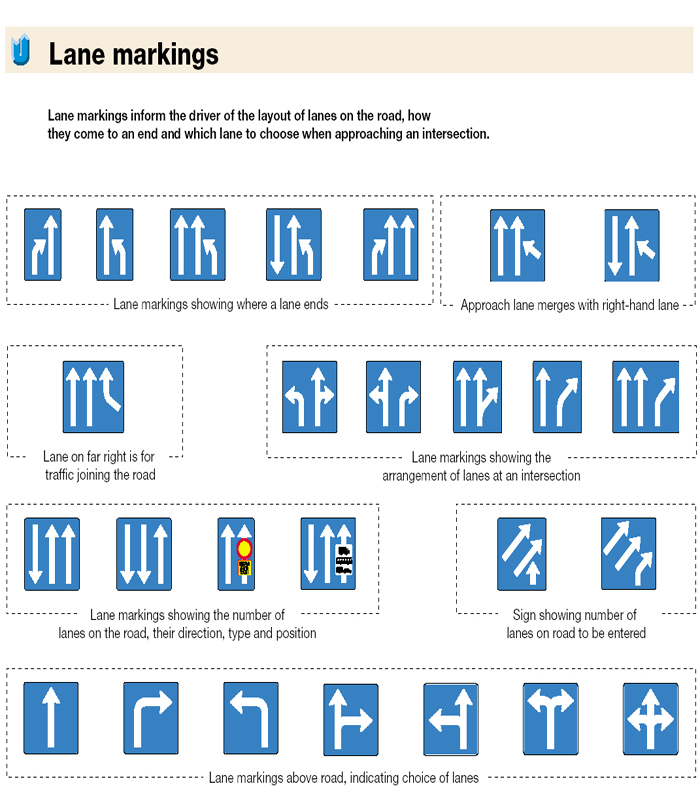 Lane markings
Lane markings inform the driver of the layout of lanes on the road, how
they come to an end and which lane to choose when approaching an intersection.
Lane markings showing where a lane ends
Approach lane merges with right-hand lane
Lane on far right is for
traffic joining the road
Lane markings showing the
arrangement of lanes at an intersection
Lane markings showing the number of
lanes on the road, their direction, type and position
Sign showing number of
lanes on road to be entered
Lane markings above road, indicating choice of lanes